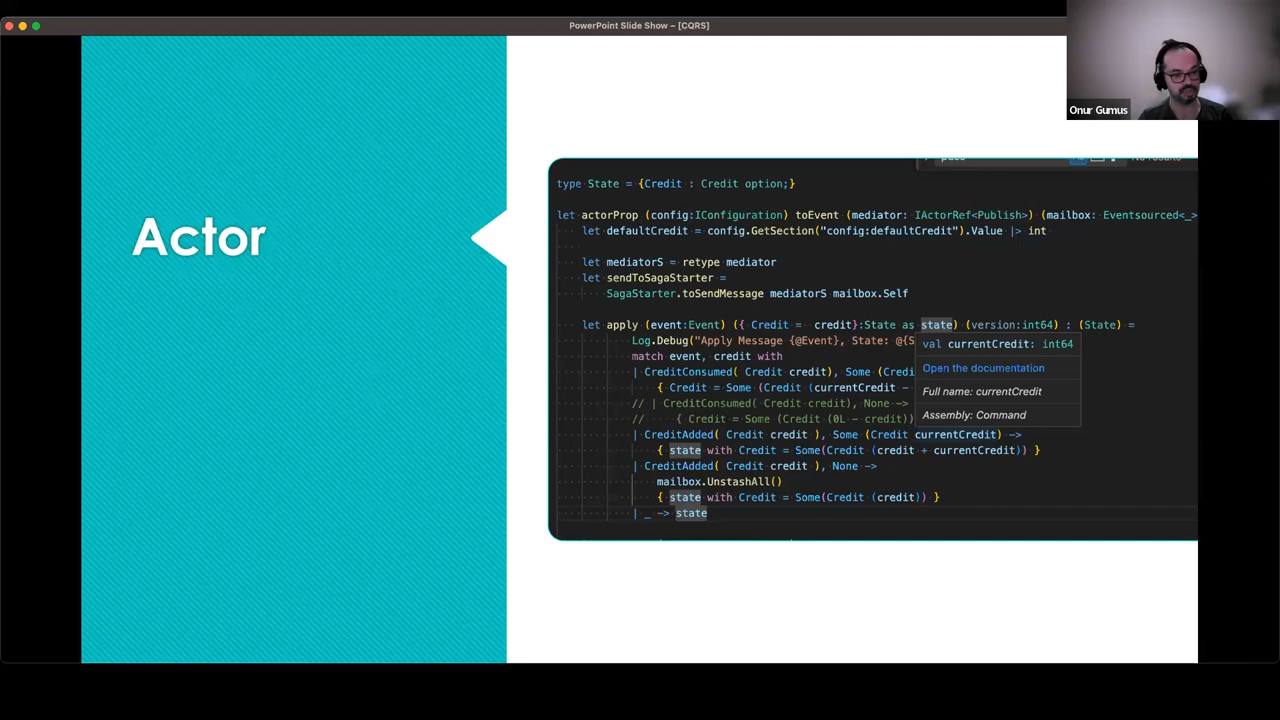 PowerPoint Slide Show – [CQRS]
Onur Gumus
Actor
type State = {Credit : Credit option;}
let actorProp (config:IConfiguration) toEvent (mediator: IActorRef<Publish>) (mailbox: Eventsourced<_>
let defaultCredit = config.GetSection("config:defaultCredit").Value |> int
let mediatorS = retype mediator
let sendToSagaStarter =
SagaStarter.toSendMessage mediatorS mailbox.Self
let apply (event:Event) ({ Credit = credit}:State as state) (version:int64) : (State) =
Log.Debug("Apply Message {@Event}, State: @{S
val currentCredit: int64
match event, credit with
Open the documentation
| CreditConsumed( Credit credit), Some (Credi
{ Credit = Some (Credit (currentCredit -
Full name: currentCredit
// | CreditConsumed( Credit credit), None ->
Assembly: Command
// { Credit = Some (Credit (0L - credit))
| CreditAdded( Credit credit ), Some (Credit currentCredit) ->
{ state with Credit = Some(Credit (credit + currentCredit)) }
| CreditAdded( Credit credit ), None ->
mailbox.UnstashAll()
{ state with Credit = Some(Credit (credit)) }
| _ -> state